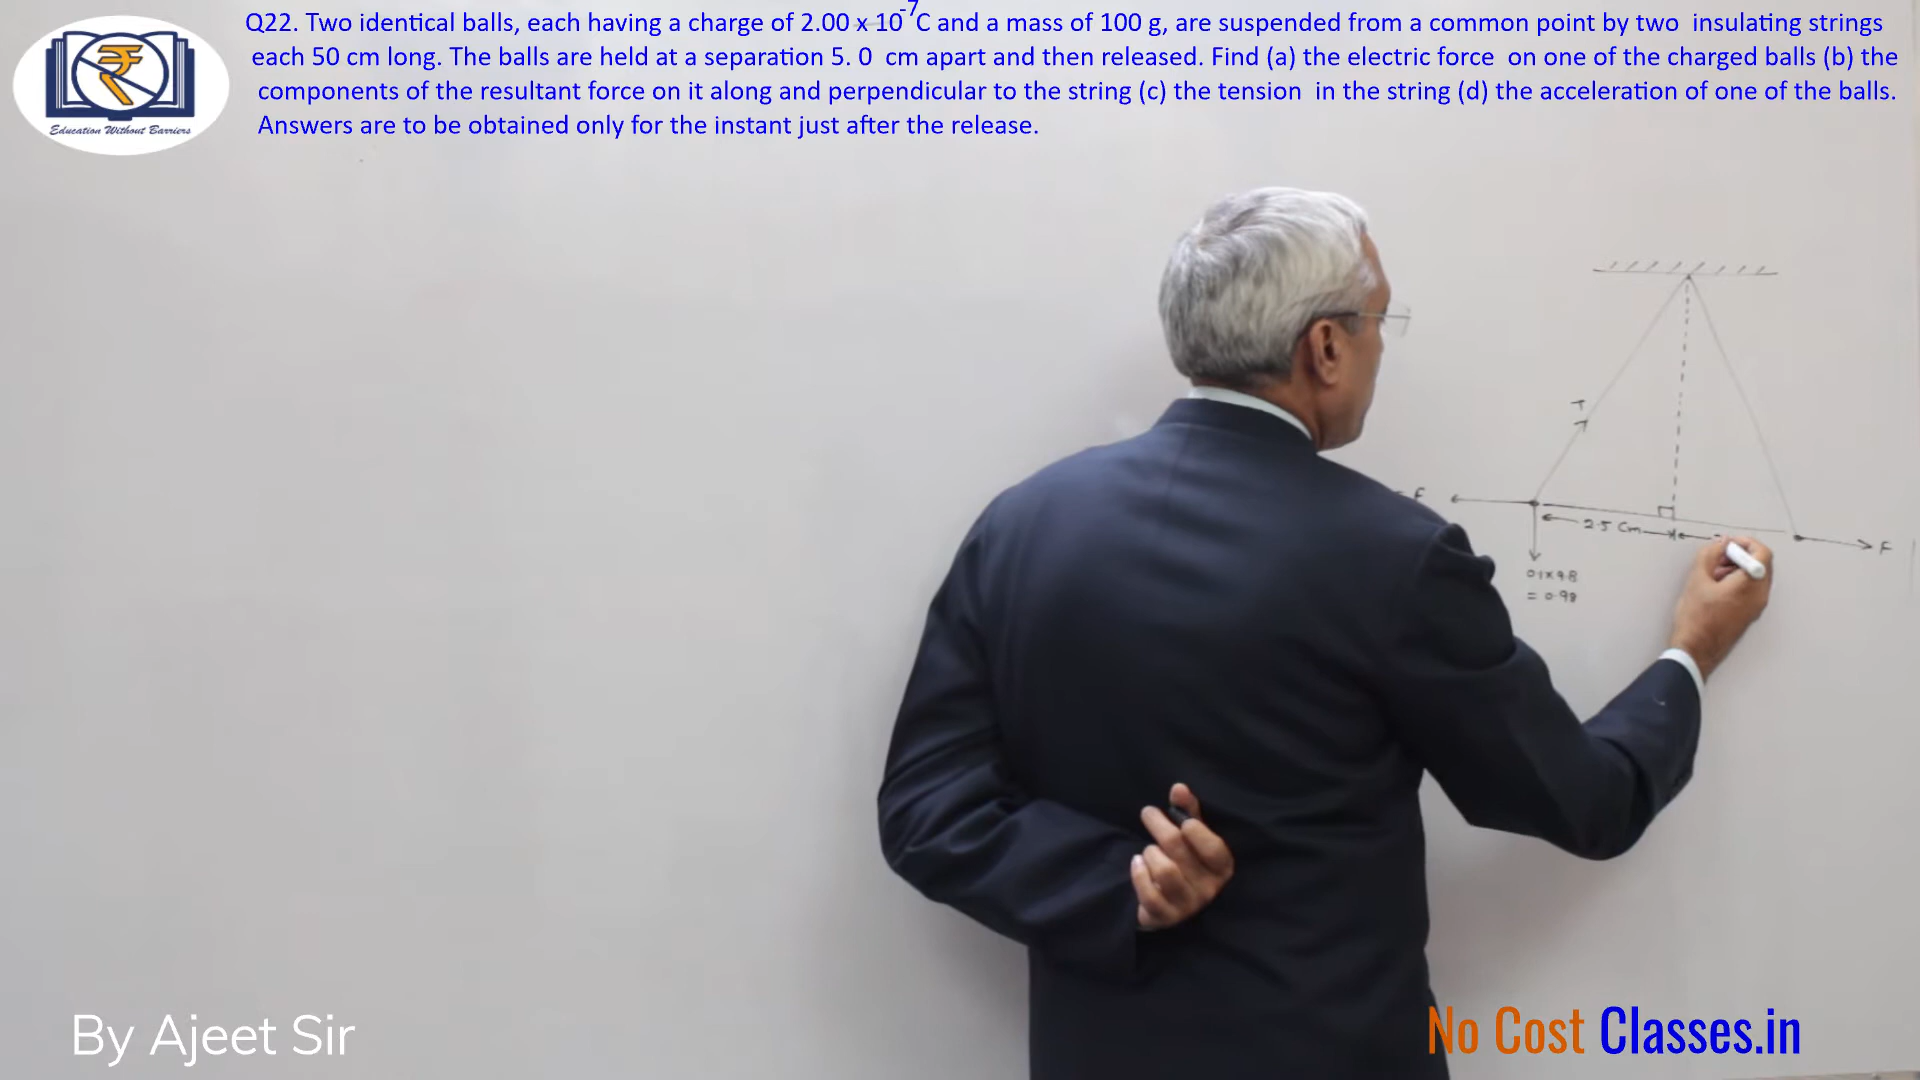 Q22. Two identical balls, each having a charge of 2.00 x 10⁻⁷C and a mass of 100 g, are suspended from a common point by two insulating strings
each 50 cm long. The balls are held at a separation 5. 0 cm apart and then released. Find (a) the electric force on one of the charged balls (b) the
components of the resultant force on it along and perpendicular to the string (c) the tension in the string (d) the acceleration of one of the balls.
Answers are to be obtained only for the instant just after the release.
Education Without Barriers
T
F
2.5 Cm
F
0.1×9.8
= 0.98
By Ajeet Sir
No Cost Classes.in